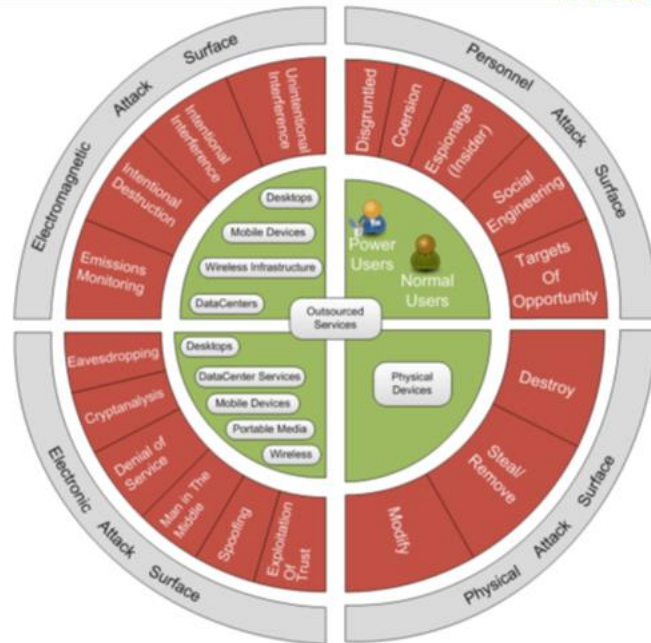 Electromagnetic Attack Surface
Unintentional
Interference
Intentional
Interference
Intentional
Destruction
Emissions
Monitoring
Desktops
Mobile Devices
Wireless Infrastructure
DataCenters
Personnel Attack Surface
Disgruntled
Coersion
Espionage
(Insider)
Social
Engineering
Targets
Of
Opportunity
Power
Users
Normal
Users
Outsourced
Services
Electronic Attack Surface
Eavesdropping
Cryptanalysis
Denial of
Service
Man in The
Middle
Spoofing
Exploitation
Of
Trust
Desktops
DataCenter Services
Mobile Devices
Portable Media
Wireless
Physical Attack Surface
Destroy
Steal/
Remove
Modify
Physical
Devices